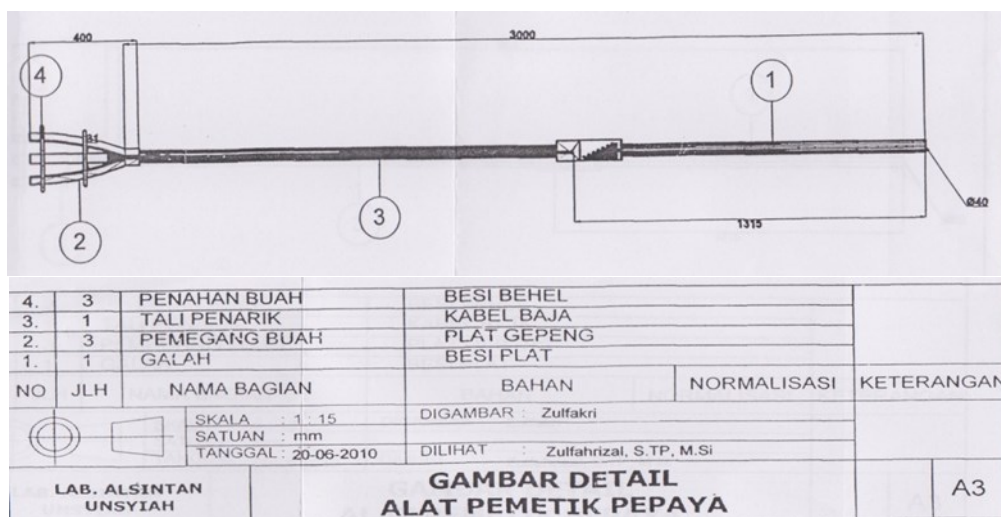 400
3000
4
1
31
3
2
1315
Ø40
4. 3 PENAHAN BUAH BESI BEHEL
3. 1 TALI PENARIK KABEL BAJA
2. 3 PEMEGANG BUAH PLAT GEPENG
1. 1 GALAH BESI PLAT
NO JLH NAMA BAGIAN BAHAN NORMALISASI KETERANGAN
SKALA : 1 : 15 DIGAMBAR : Zulfakri
SATUAN : mm
TANGGAL : 20-06-2010 DILIHAT : Zulfahrizal, S.TP, M.Si
LAB. ALSINTAN
UNSYIAH
GAMBAR DETAIL
ALAT PEMETIK PEPAYA
A3